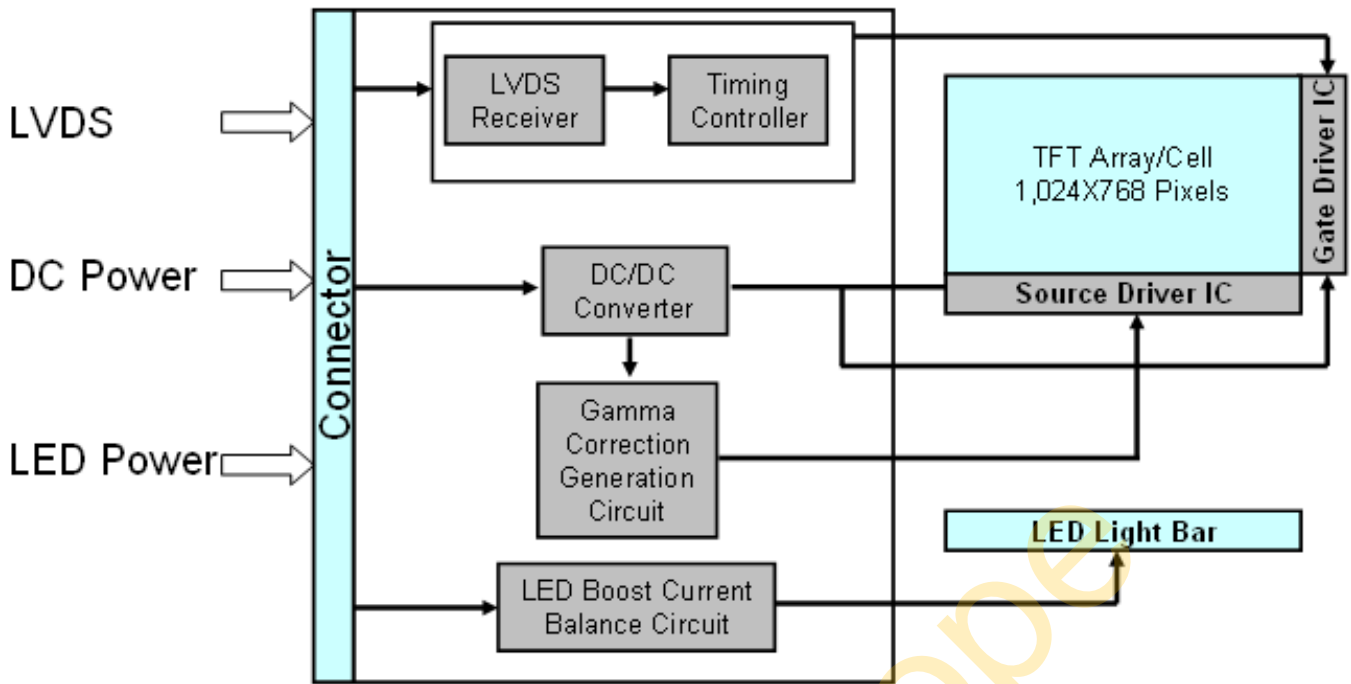 LVDS
DC Power
LED Power
Connector
LVDS
Receiver
Timing
Controller
DC/DC
Converter
Gamma
Correction
Generation
Circuit
LED Boost Current
Balance Circuit
TFT Array/Cell
1,024X768 Pixels
Gate Driver IC
Source Driver IC
LED Light Bar